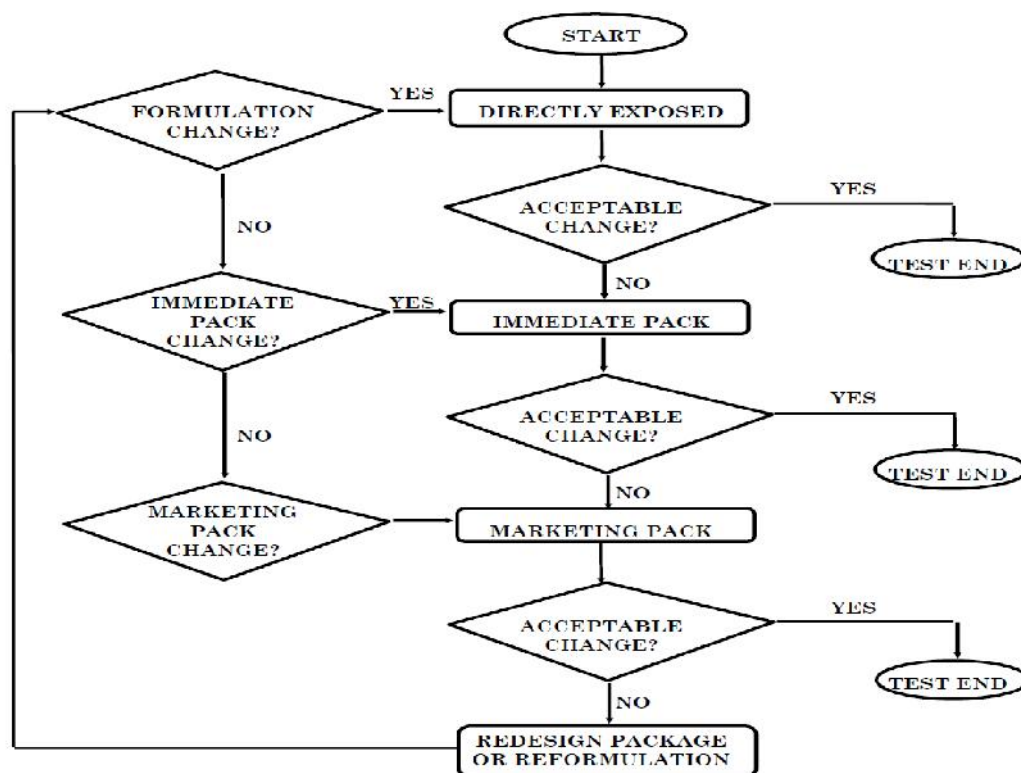 START
FORMULATION
CHANGE?
YES
DIRECTLY EXPOSED
ACCEPTABLE
CHANGE?
YES
TEST END
NO
NO
IMMEDIATE
PACK
CHANGE?
YES
IMMEDIATE PACK
ACCEPTABLE
CHANGE?
YES
TEST END
NO
NO
MARKETING
PACK
CHANGE?
MARKETING PACK
ACCEPTABLE
CHANGE?
YES
TEST END
NO
REDESIGN PACKAGE
OR REFORMULATION